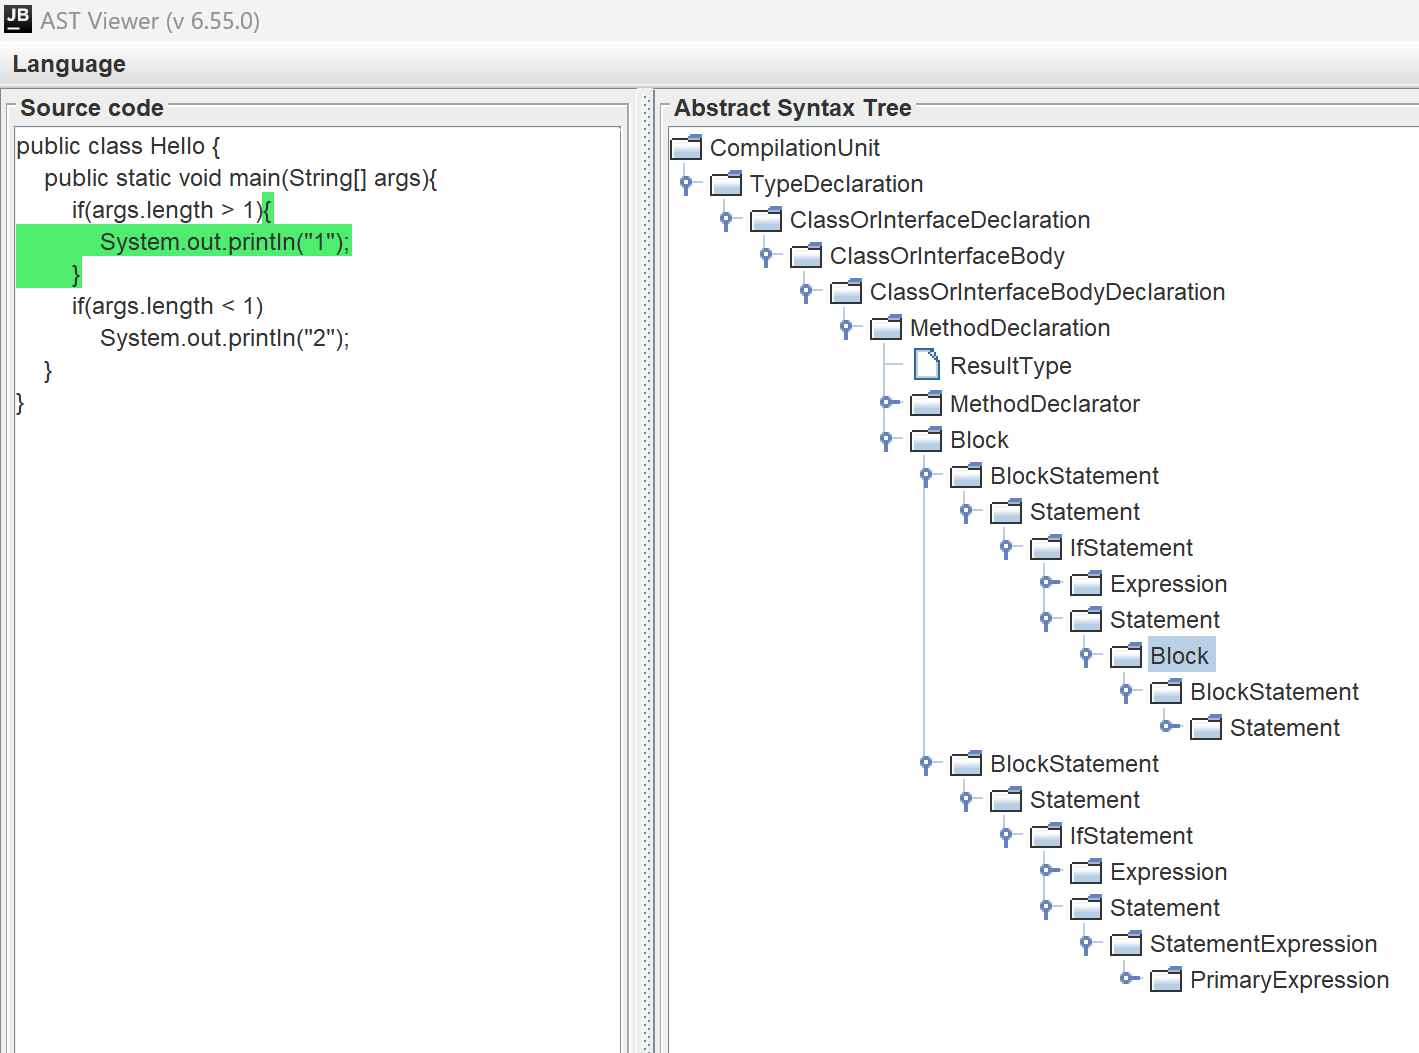 JB
AST Viewer (v 6.55.0)
Language
Source code
public class Hello {
public static void main(String[] args){
if(args.length > 1){
System.out.println("1");
}
if(args.length < 1)
System.out.println("2");
}
}
Abstract Syntax Tree
CompilationUnit
TypeDeclaration
ClassOrInterfaceDeclaration
ClassOrInterfaceBody
ClassOrInterfaceBodyDeclaration
MethodDeclaration
ResultType
MethodDeclarator
Block
BlockStatement
Statement
IfStatement
Expression
Statement
Block
BlockStatement
Statement
BlockStatement
Statement
IfStatement
Expression
Statement
StatementExpression
PrimaryExpression